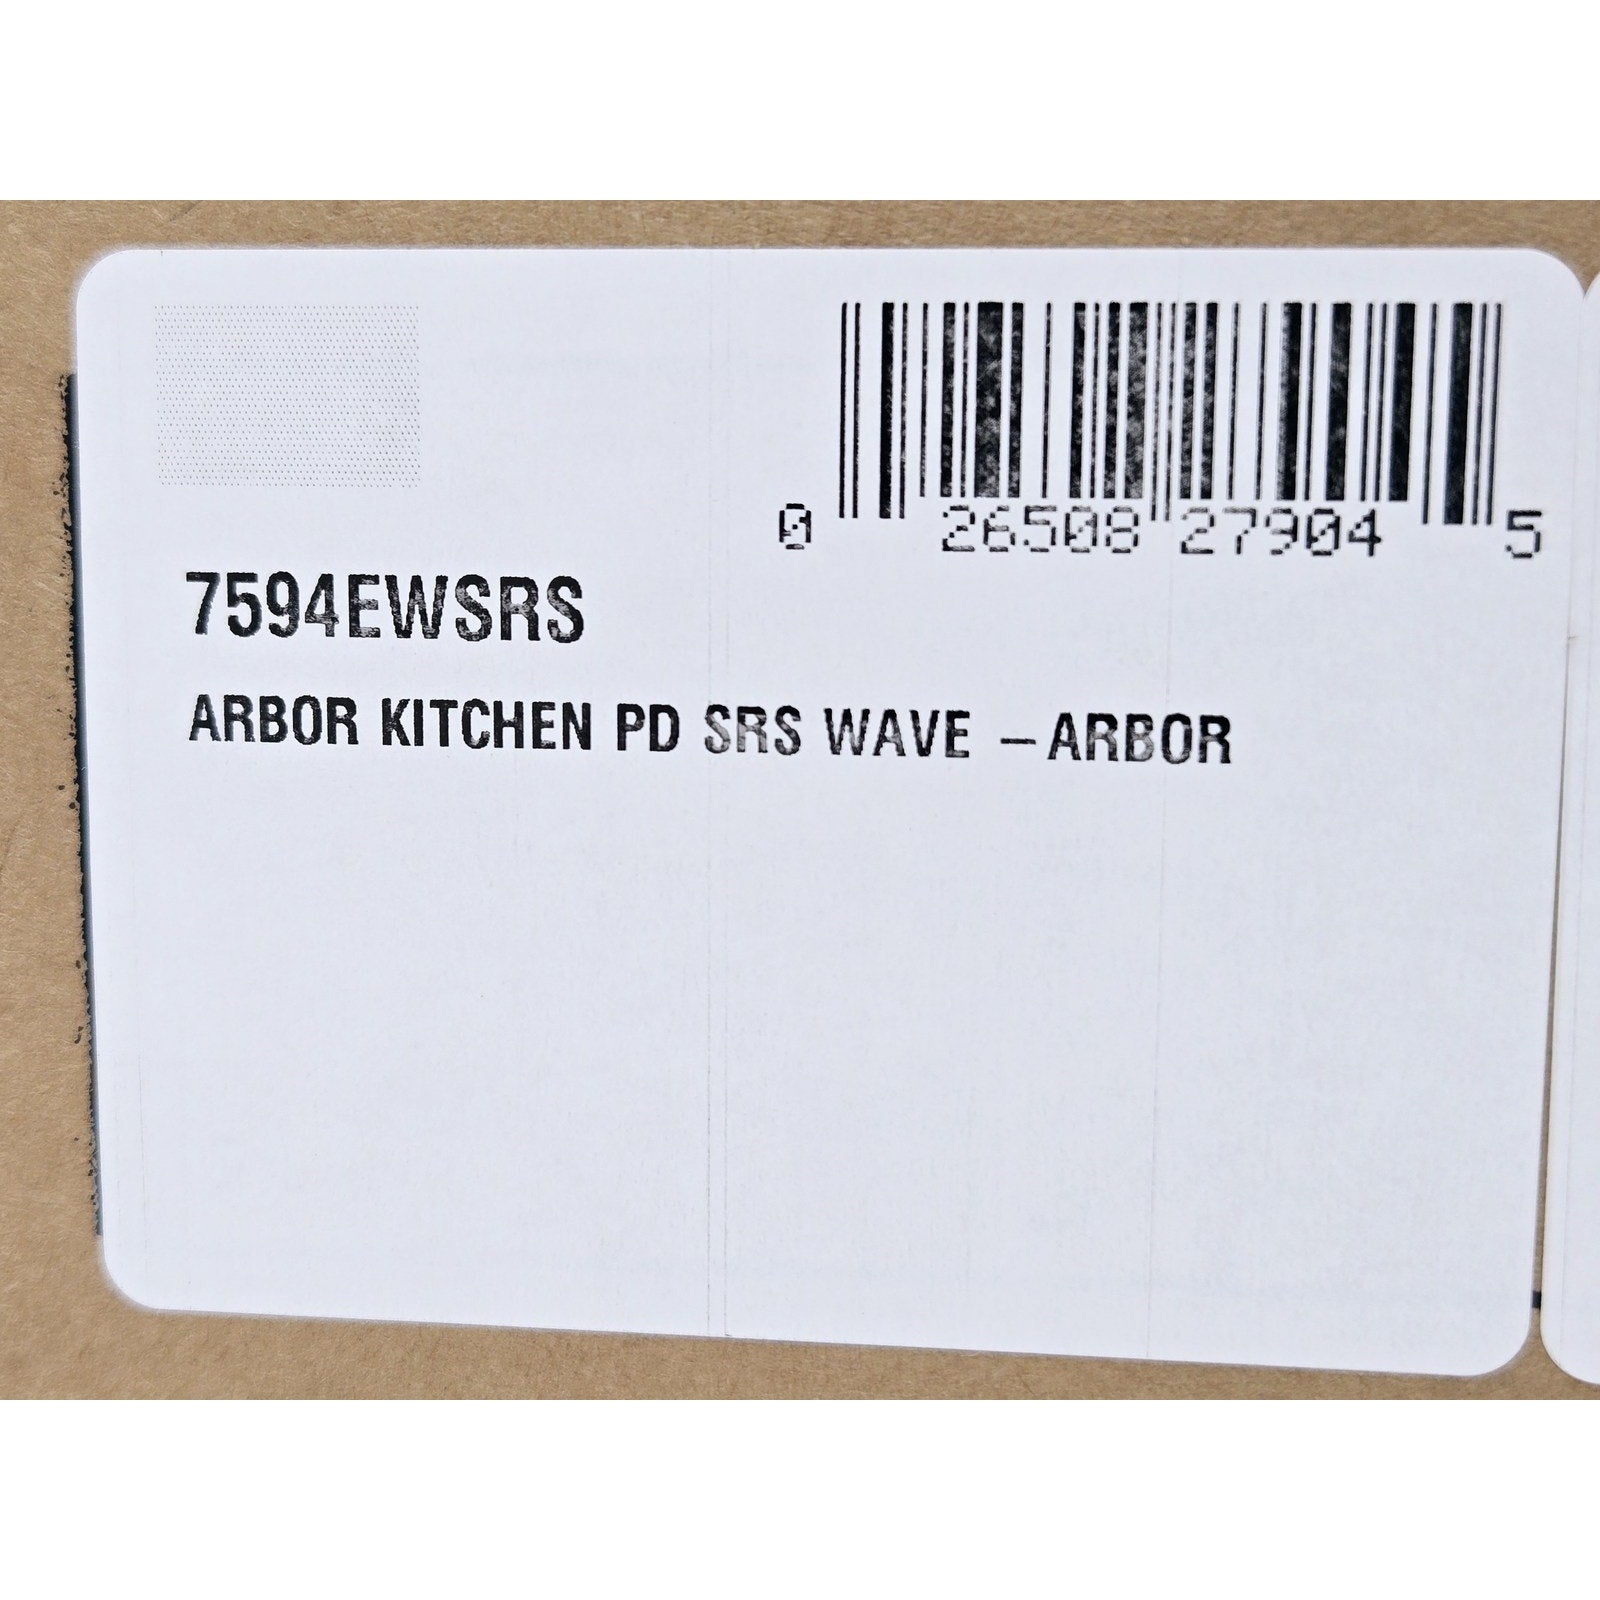 0 26508 27904 5
7594EWSRS
ARBOR KITCHEN PD SRS WAVE –ARBOR